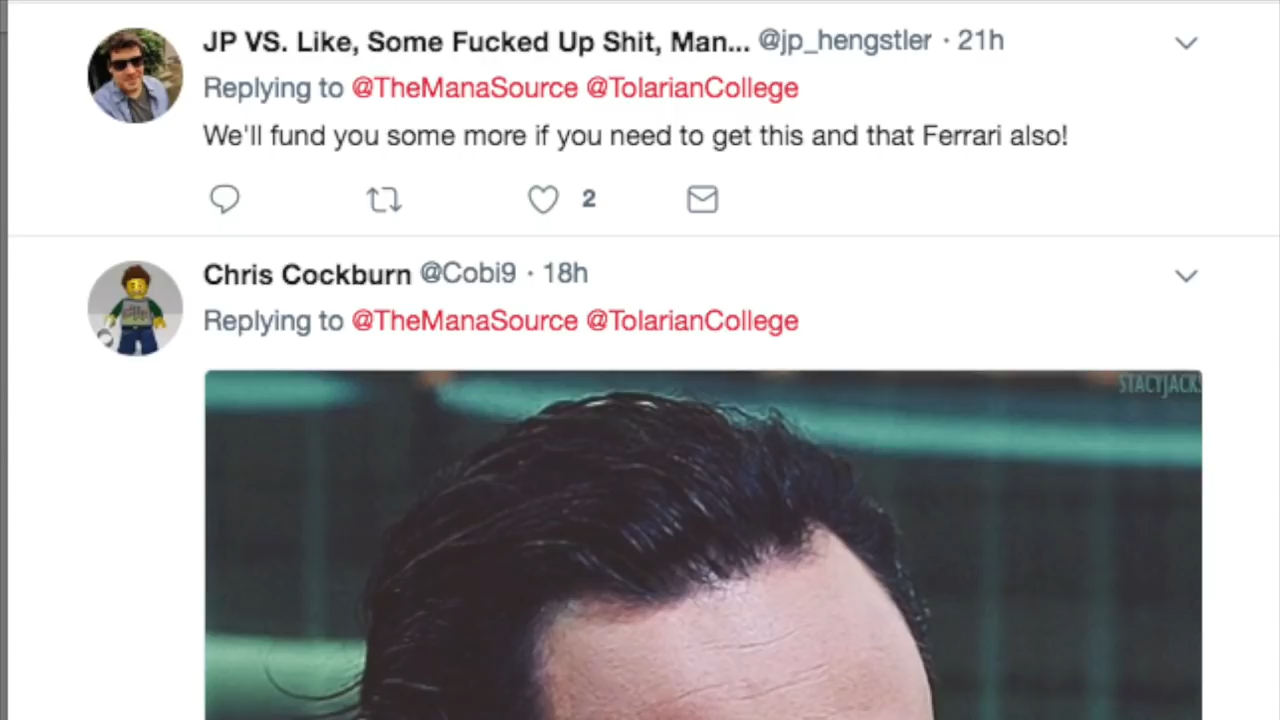 JP VS. Like, Some Fucked Up Shit, Man... @jp_hengstler · 21h
Replying to @TheManaSource @TolarianCollege
We'll fund you some more if you need to get this and that Ferrari also!
2
Chris Cockburn @Cobi9 · 18h
Replying to @TheManaSource @TolarianCollege
STACYJACK